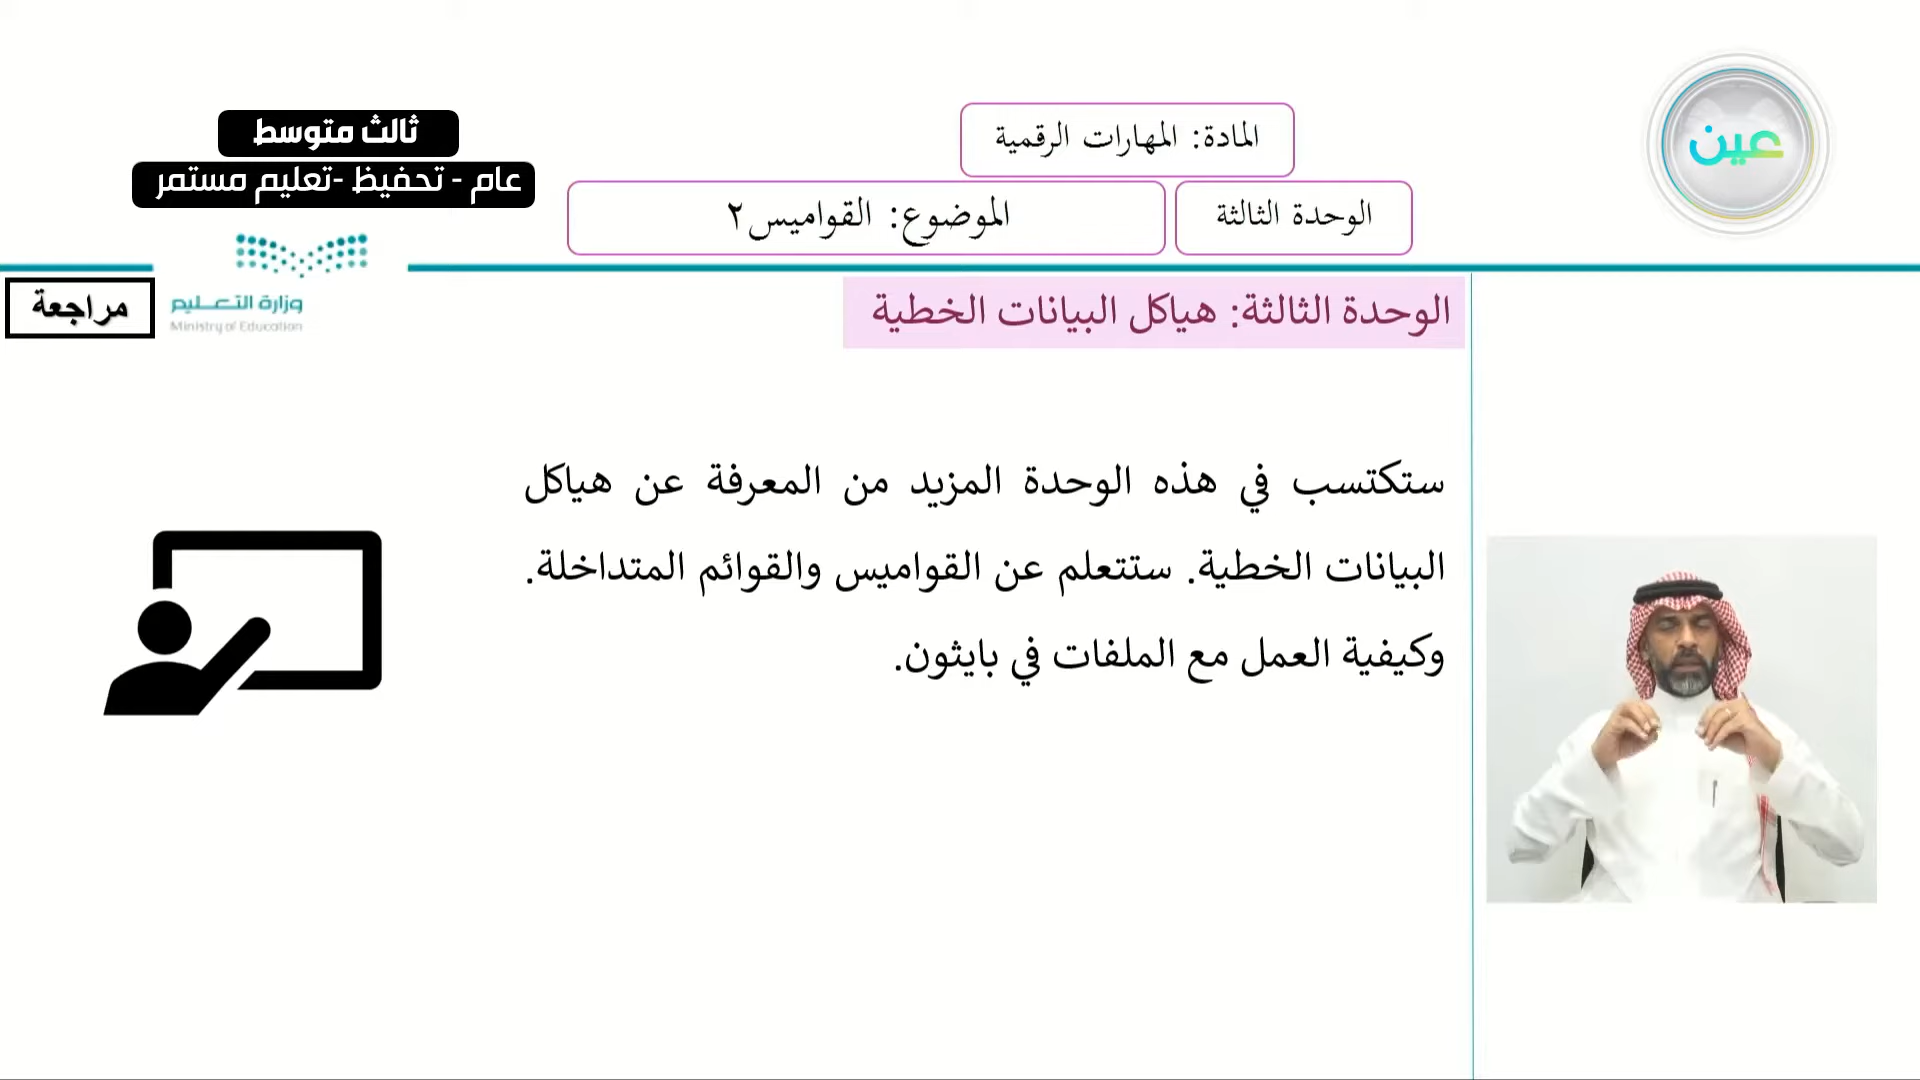 عين
المادة: المهارات الرقمية
الوحدة الثالثة
الموضوع: القواميس٢
ثالث متوسط
عام - تحفيظ -تعليم مستمر
وزارة التعليم
Ministry of Education
مراجعة
الوحدة الثالثة: هياكل البيانات الخطية
ستكتسب في هذه الوحدة المزيد من المعرفة عن هياكل
البيانات الخطية. ستتعلم عن القواميس والقوائم المتداخلة.
وكيفية العمل مع الملفات في بايثون.